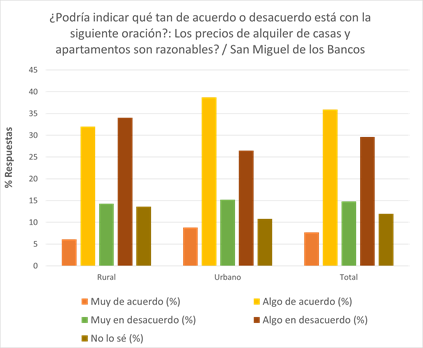 ¿Podría indicar qué tan de acuerdo o desacuerdo está con la
siguiente oración?: Los precios de alquiler de casas y
apartamentos son razonables? / San Miguel de los Bancos
% Respuestas
45
40
35
30
25
20
15
10
5
0
Rural Urbano Total
Muy de acuerdo (%) Algo de acuerdo (%)
Muy en desacuerdo (%) Algo en desacuerdo (%)
No lo sé (%)